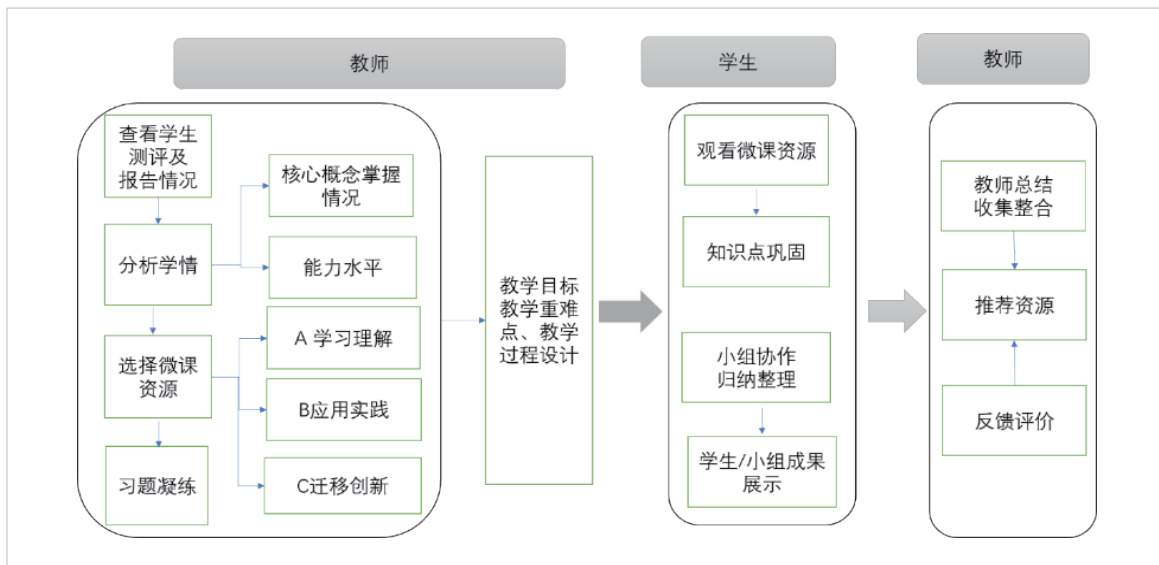 教师
查看学生
测评及
报告情况
分析学情
选择微课
资源
习题凝练
核心概念掌握
情况
能力水平
A 学习理解
B应用实践
C迁移创新
教学目标
教学重难
点、教学
过程设计
学生
观看微课资源
知识点巩固
小组协作
归纳整理
学生/小组成果
展示
教师
教师总结
收集整合
推荐资源
反馈评价